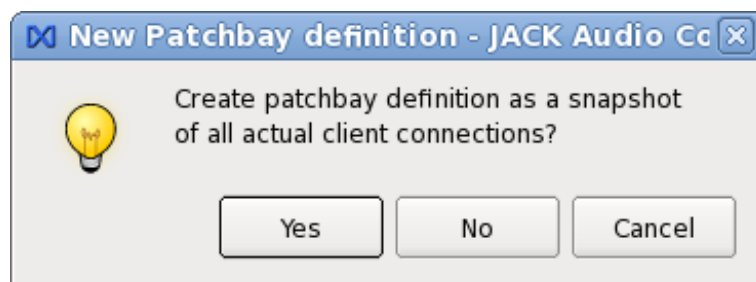 New Patchbay definition - JACK Audio Co
Create patchbay definition as a snapshot
of all actual client connections?
Yes No Cancel